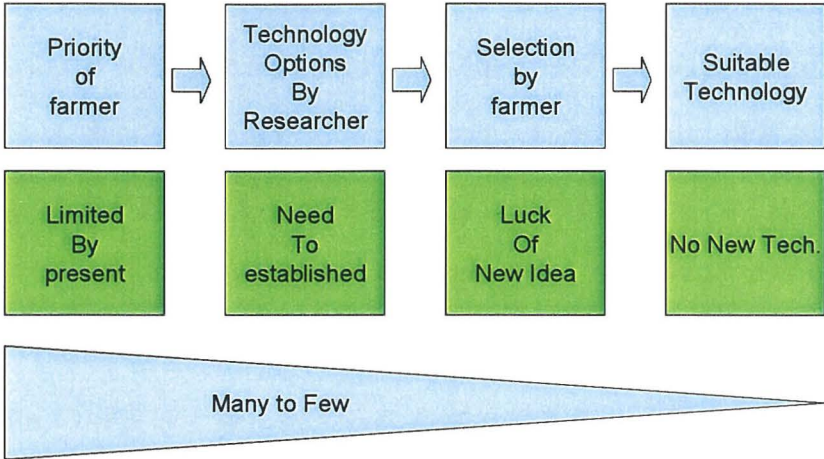 Priority
of
farmer
Technology
Options
By
Researcher
Selection
by
farmer
Suitable
Technology
Limited
By
present
Need
To
established
Luck
Of
New Idea
No New Tech.
Many to Few